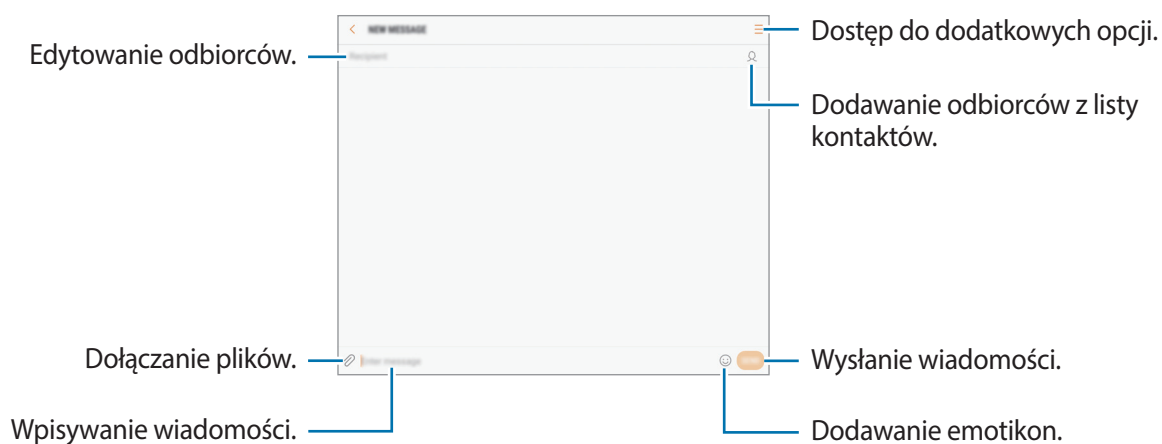 NEW MESSAGE
Dostęp do dodatkowych opcji.
Edytowanie odbiorców.
Recipient
Dodawanie odbiorców z listy
kontaktów.
Dołączanie plików.
Enter message
Wysłanie wiadomości.
Wpisywanie wiadomości.
Dodawanie emotikon.